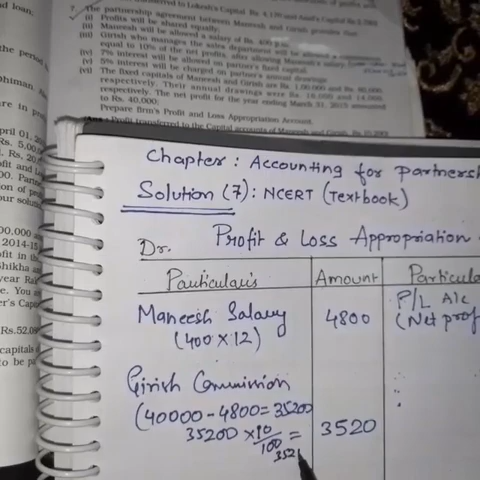 7. The partnership agreement between Maneesh and Girish provides that:
(i) Profits will be shared equally;
(ii) Maneesh will be allowed a salary of Rs. 400 p.m.
(iii) Girish who manages the sales department will be allowed a commission
equal to 10% of the net profits, after allowing Maneesh's salary;
(iv) 7% interest will be allowed on partner's fixed capital.
(v) 5% interest will be charged on partner's annual drawings.
(vi) The fixed capitals of Maneesh and Girish are Rs. 1,00,000 and Rs. 80,000,
respectively. Their annual drawings were Rs. 16,000 and 14,000,
respectively. The net profit for the year ending March 31, 2015 amounted
to Rs. 40,000;
Prepare firm's Profit and Loss Appropriation Account.
Chapter: Accounting for Partners
Solution (7): NCERT (Textbook)
Dr. Profit & Loss Appropriation
Particulars Amount Particula
Maneesh Salary 4800 P/L A/c
(400 × 12) (Net prof
Girish Commission
(40000 - 4800 = 35200
35200 × 10/100 = 3520
352